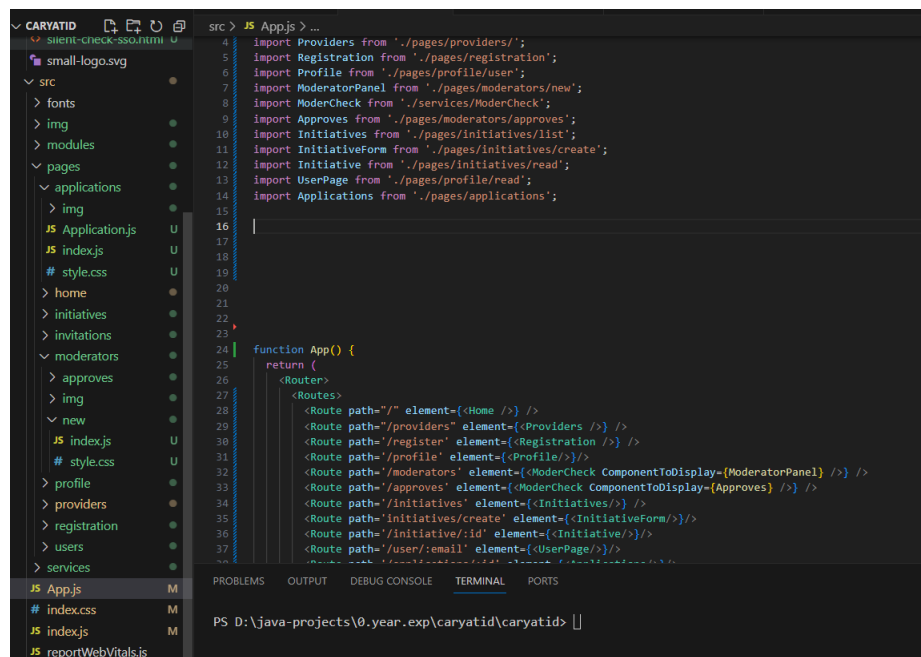 CARYATID
silent-check-sso.html U
small-logo.svg
src
fonts
img
modules
pages
applications
img
JS Application.js U
JS index.js U
# style.css U
home
initiatives
invitations
moderators
approves
img
new
JS index.js U
# style.css U
profile
providers
registration
users
services
JS App.js M
# index.css M
JS index.js M
JS reportWebVitals.js
src > JS App.js > ...
4 import Providers from './pages/providers/';
5 import Registration from './pages/registration';
6 import Profile from './pages/profile/user';
7 import ModeratorPanel from './pages/moderators/new';
8 import ModerCheck from './services/ModerCheck';
9 import Approves from './pages/moderators/approves';
10 import Initiatives from './pages/initiatives/list';
11 import InitiativeForm from './pages/initiatives/create';
12 import Initiative from './pages/initiatives/read';
13 import UserPage from './pages/profile/read';
14 import Applications from './pages/applications';
15
16
17
18
19
20
21
22
23
24 function App() {
25 return (
26 <Router>
27 <Routes>
28 <Route path="/" element={<Home />} />
29 <Route path="/providers" element={<Providers />} />
30 <Route path='/register' element={<Registration />} />
31 <Route path='/profile' element={<Profile/>}/>
32 <Route path='/moderators' element={<ModerCheck ComponentToDisplay={ModeratorPanel} />} />
33 <Route path='/approves' element={<ModerCheck ComponentToDisplay={Approves} />} />
34 <Route path='/initiatives' element={<Initiatives/>} />
35 <Route path='initiatives/create' element={<InitiativeForm/>}/>
36 <Route path='/initiative/:id' element={<Initiative/>}/>
37 <Route path='/user/:email' element={<UserPage/>}/>
PROBLEMS OUTPUT DEBUG CONSOLE TERMINAL PORTS
PS D:\java-projects\0.year.exp\caryatid\caryatid>